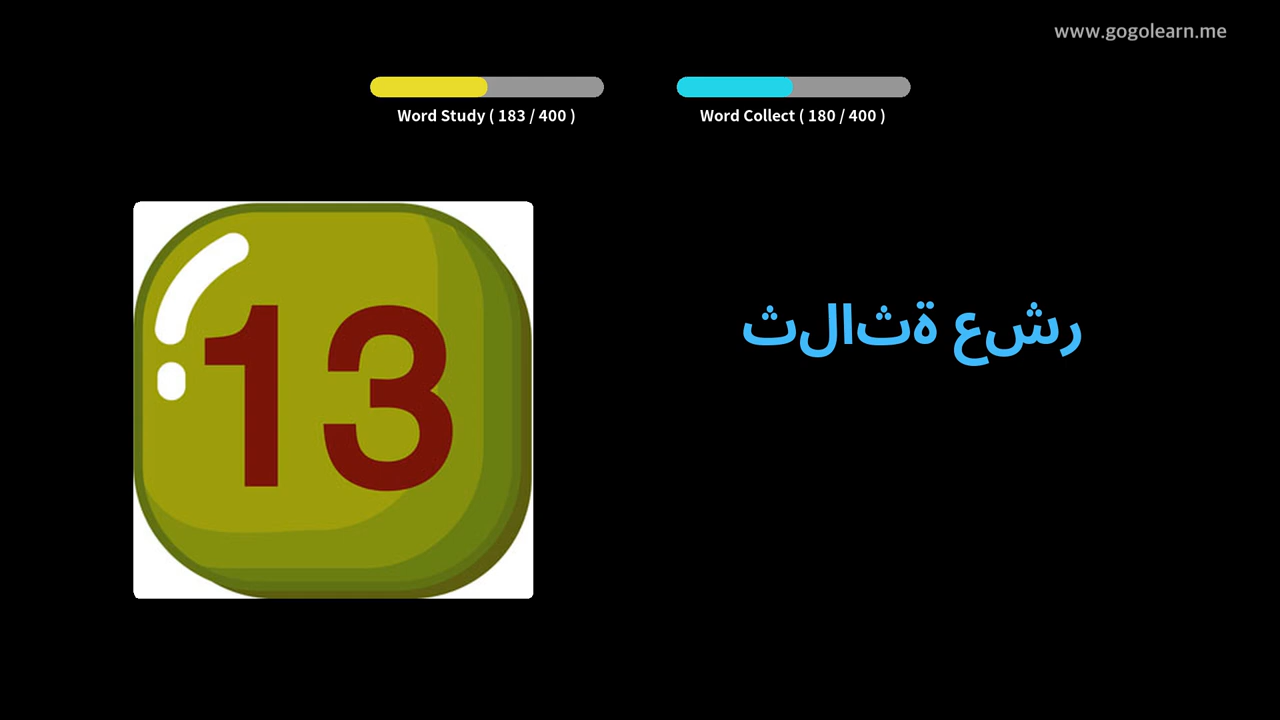 www.gogolearn.me
Word Study ( 183 / 400 )
Word Collect ( 180 / 400 )
13
رشع ةثالث